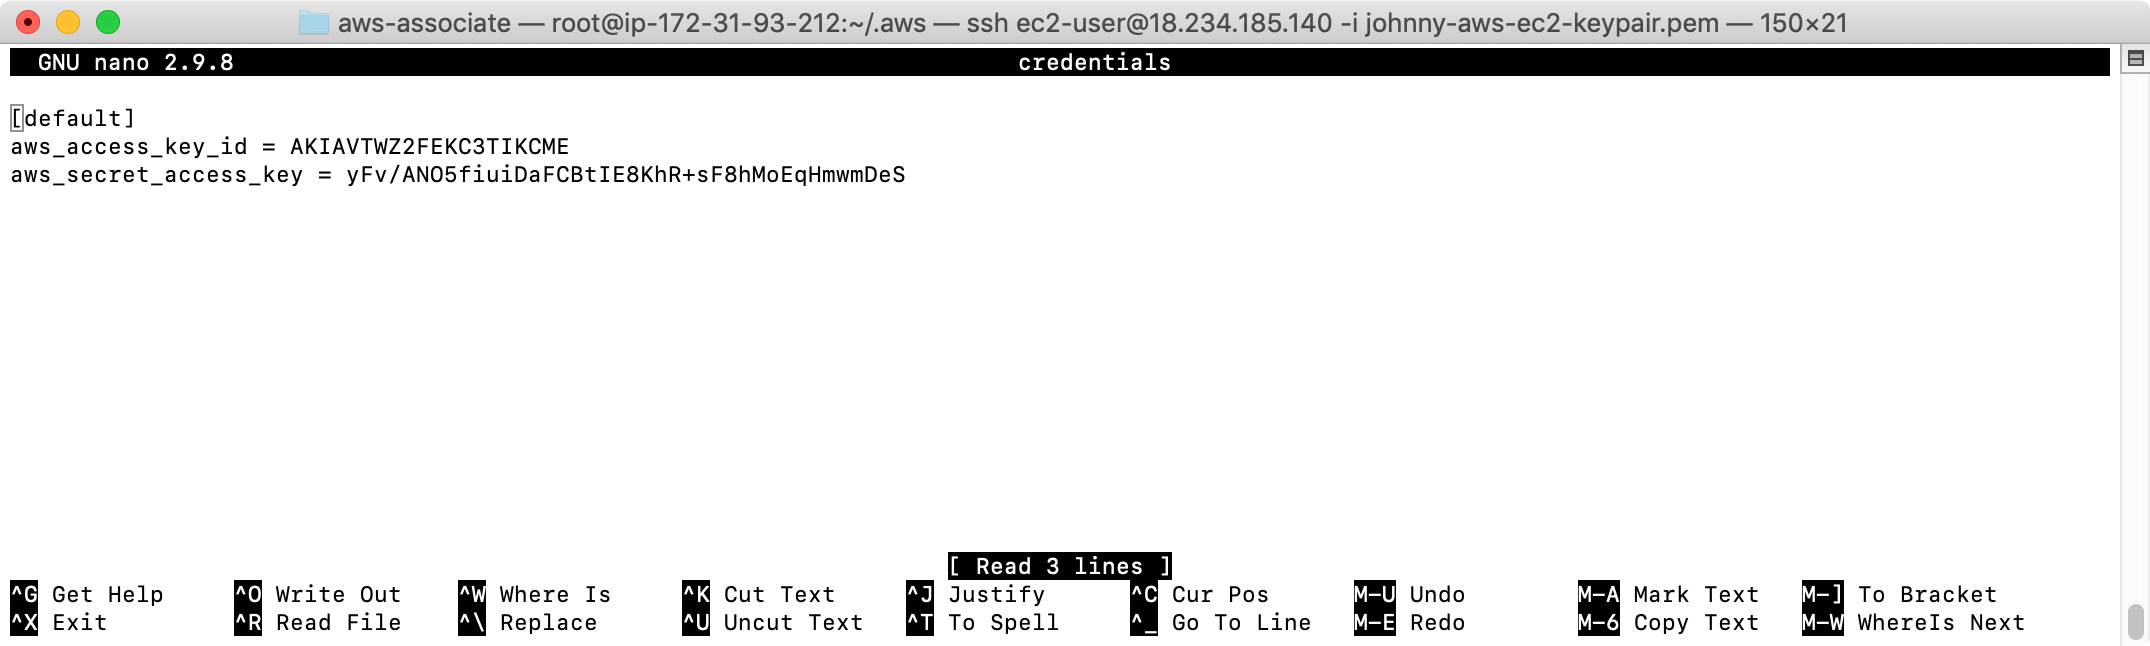 aws-associate — root@ip-172-31-93-212:~/.aws — ssh ec2-user@18.234.185.140 -i johnny-aws-ec2-keypair.pem — 150×21
GNU nano 2.9.8 credentials
[default]
aws_access_key_id = AKIAVTWZ2FEKC3TIKCME
aws_secret_access_key = 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
[ Read 3 lines ]
^G Get Help ^O Write Out ^W Where Is ^K Cut Text ^J Justify ^C Cur Pos M-U Undo M-A Mark Text M-] To Bracket
^X Exit ^R Read File ^\ Replace ^U Uncut Text ^T To Spell ^_ Go To Line M-E Redo M-6 Copy Text M-W WhereIs Next